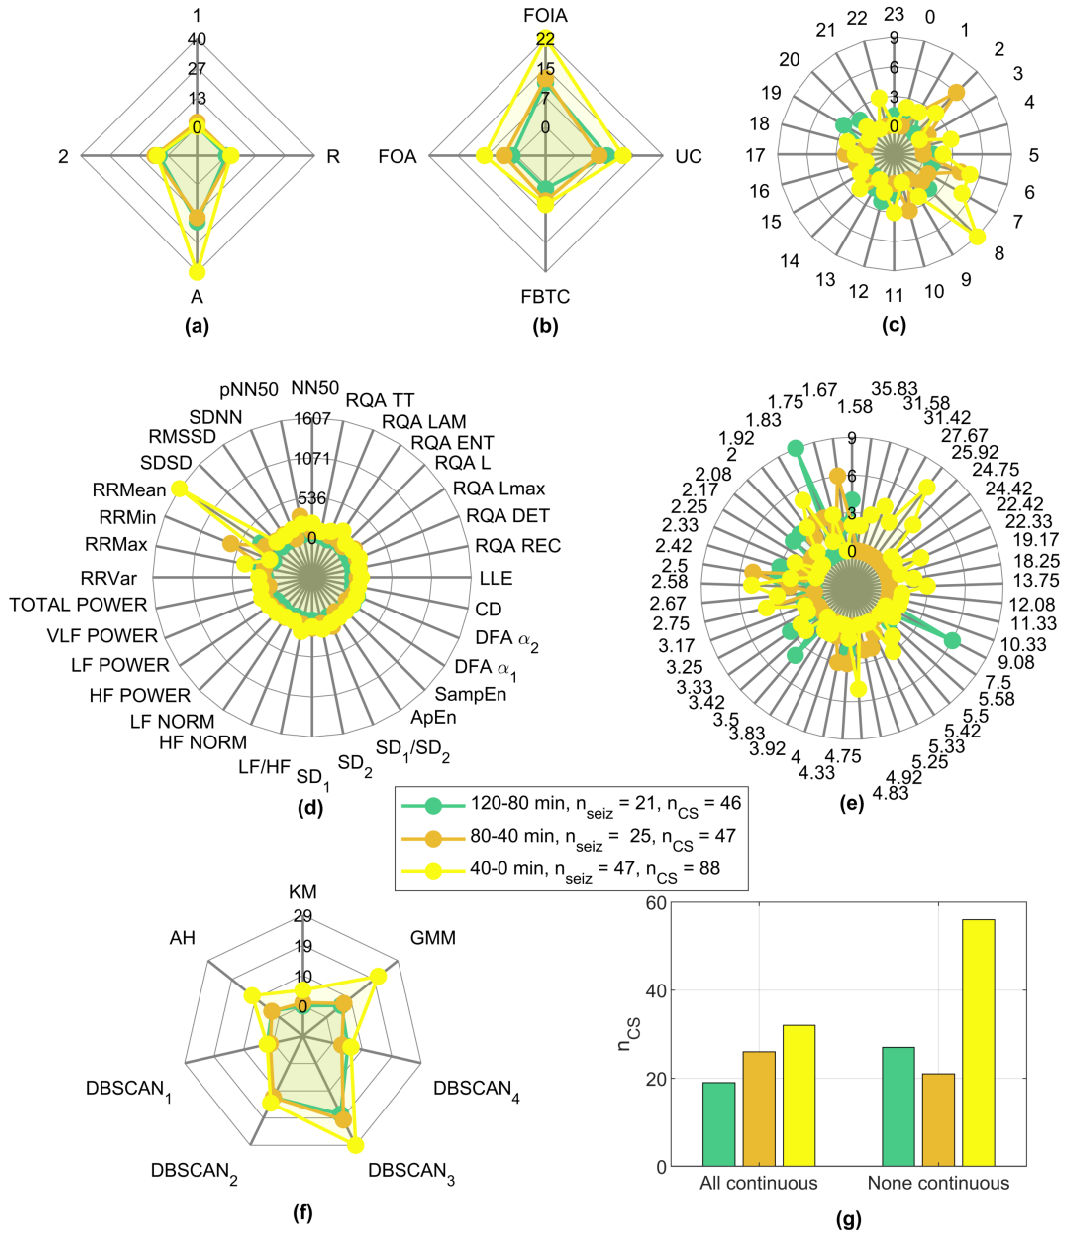 1
40
27
13
0
2
R
A
(a)
FOIA
22
15
7
0
FOA
UC
FBTC
(b)
23
0
1
2
3
4
5
6
7
8
9
10
11
12
13
14
15
16
17
18
19
20
21
22
9
6
3
0
(c)
NN50
RQA TT
RQA LAM
RQA ENT
RQA L
RQA Lmax
RQA DET
RQA REC
LLE
CD
DFA α2
DFA α1
SampEn
ApEn
SD1/SD2
SD2
SD1
LF/HF
HF NORM
LF NORM
HF POWER
LF POWER
VLF POWER
TOTAL POWER
RRVar
RRMax
RRMin
RRMean
SDSD
RMSSD
SDNN
pNN50
1607
1071
536
0
(d)
1.58
35.83
31.58
31.42
27.67
25.92
24.75
24.42
22.42
22.33
19.17
18.25
13.75
12.08
11.33
10.33
9.08
7.5
5.58
5.5
5.42
5.33
5.25
4.92
4.83
4.75
4.33
4
3.92
3.83
3.5
3.42
3.33
3.25
3.17
2.75
2.67
2.58
2.5
2.42
2.33
2.25
2.17
2.08
2
1.92
1.83
1.75
1.67
9
6
3
0
(e)
120-80 min, nseiz = 21, nCS = 46
80-40 min, nseiz = 25, nCS = 47
40-0 min, nseiz = 47, nCS = 88
KM
29
19
10
0
GMM
AH
DBSCAN1
DBSCAN4
DBSCAN2
DBSCAN3
(f)
60
40
20
0
nCS
All continuous
None continuous
(g)